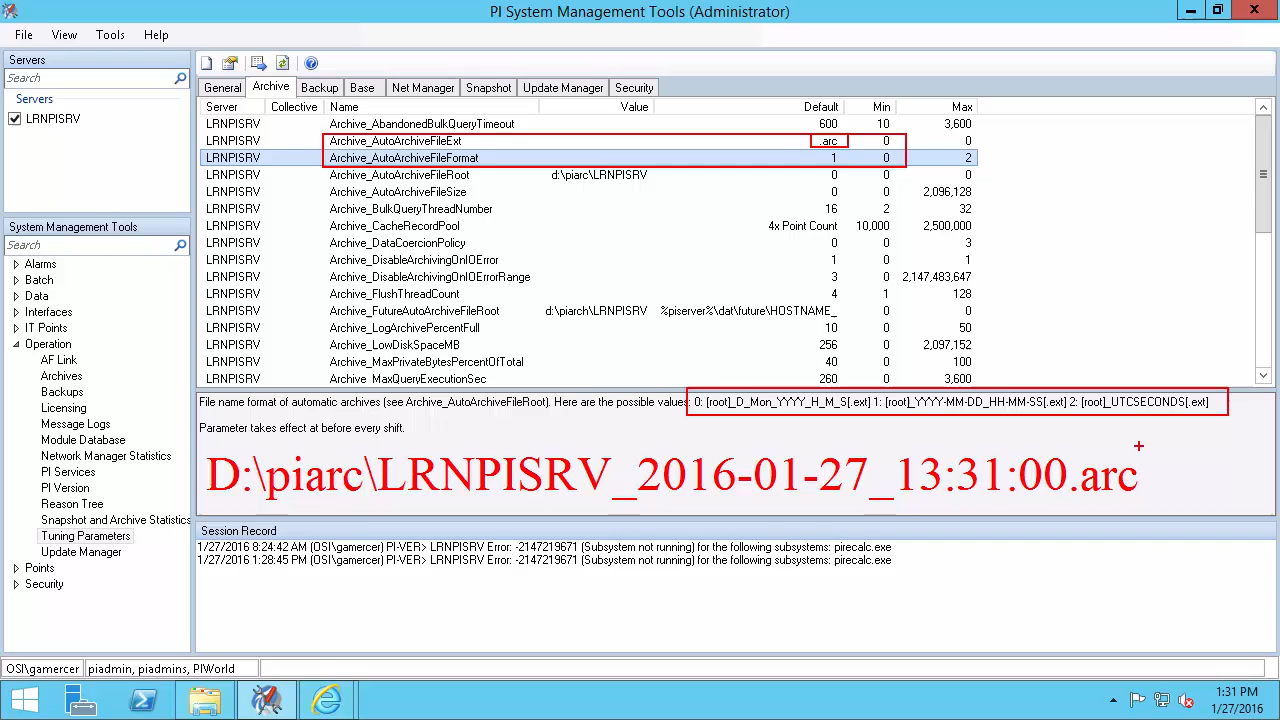 PI System Management Tools (Administrator)
File View Tools Help
Servers
Search
Servers
LRNPISRV
System Management Tools
Search
Alarms
Batch
Data
Interfaces
IT Points
Operation
AF Link
Archives
Backups
Licensing
Message Logs
Module Database
Network Manager Statistics
PI Services
PI Version
Reason Tree
Snapshot and Archive Statistics
Tuning Parameters
Update Manager
Points
Security
General Archive Backup Base Net Manager Snapshot Update Manager Security
Server Collective Name Value Default Min Max
LRNPISRV Archive_AbandonedBulkQueryTimeout 600 10 3,600
LRNPISRV Archive_AutoArchiveFileExt .arc 0 0
LRNPISRV Archive_AutoArchiveFileFormat 1 0 2
LRNPISRV Archive_AutoArchiveFileRoot d:\piarc\LRNPISRV 0 0
LRNPISRV Archive_AutoArchiveFileSize 0 0 2,096,128
LRNPISRV Archive_BulkQueryThreadNumber 16 2 32
LRNPISRV Archive_CacheRecordPool 4x Point Count 10,000 2,500,000
LRNPISRV Archive_DataCoercionPolicy 0 0 3
LRNPISRV Archive_DisableArchivingOnIOError 1 0 1
LRNPISRV Archive_DisableArchivingOnIOErrorRange 3 0 2,147,483,647
LRNPISRV Archive_FlushThreadCount 4 1 128
LRNPISRV Archive_FutureAutoArchiveFileRoot d:\piarch\LRNPISRV %piserver%\dat\future\HOSTNAME_ 0 0
LRNPISRV Archive_LogArchivePercentFull 10 0 50
LRNPISRV Archive_LowDiskSpaceMB 256 0 2,097,152
LRNPISRV Archive_MaxPrivateBytesPercentOfTotal 40 0 100
LRNPISRV Archive_MaxQueryExecutionSec 260 0 3,600
File name format of automatic archives (see Archive_AutoArchiveFileRoot). Here are the possible values: 0: [root]_D_Mon_YYYY_H_M_S[.ext] 1: [root]_YYYY-MM-DD_HH-MM-SS[.ext] 2: [root]_UTCSECONDS[.ext]
Parameter takes effect at before every shift.
D:\piarc\LRNPISRV_2016-01-27_13:31:00.arc
Session Record
1/27/2016 8:24:42 AM (OSI\gamercer) PI-VER> LRNPISRV Error: -2147219671 (Subsystem not running) for the following subsystems: pirecalc.exe
1/27/2016 1:28:45 PM (OSI\gamercer) PI-VER> LRNPISRV Error: -2147219671 (Subsystem not running) for the following subsystems: pirecalc.exe
OSI\gamercer piadmin, piadmins, PIWorld
1:31 PM
1/27/2016